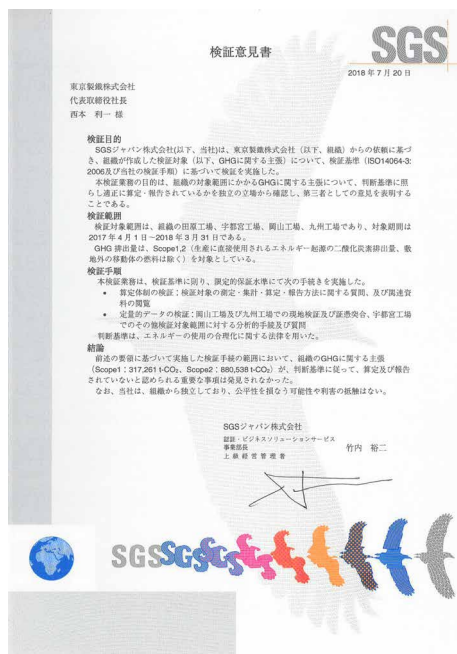 SGS
検証意見書
2018年7月20日
東京製鐵株式会社
代表取締役社長
西本 利一 様
検証目的
SGSジャパン株式会社(以下、当社)は、東京製鐵株式会社（以下、組織）からの依頼に基づ
き、組織が作成した検証対象（以下、GHGに関する主張）について、検証基準（ISO14064-3:
2006及び当社の検証手順）に基づいて検証を実施した。
本検証業務の目的は、組織の対象範囲にかかるGHGに関する主張について、判断基準に照
らし適正に算定・報告されているかを独立の立場から確認し、第三者としての意見を表明する
ことである。
検証範囲
検証対象範囲は、組織の田原工場、宇都宮工場、岡山工場、九州工場であり、対象期間は
2017年4月1日～2018年3月31日である。
GHG 排出量は、Scope1,2（生産に直接使用されるエネルギー起源の二酸化炭素排出量、敷
地外の移動体の燃料は除く）を対象としている。
検証手順
本検証業務は、検証基準に則り、限定的保証水準にて次の手続きを実施した。
• 算定体制の検証：検証対象の測定・集計・算定・報告方法に関する質問、及び関連資
料の閲覧
• 定量的データの検証：岡山工場及び九州工場での現地検証及び証憑突合、宇都宮工場
でのその他検証対象範囲に対する分析的手続及び質問
判断基準は、エネルギーの使用の合理化に関する法律を用いた。
結論
前述の要領に基づいて実施した検証手続の範囲において、組織のGHGに関する主張
（Scope1：317,261 t-CO₂、Scope2：880,538 t-CO₂）が、判断基準に従って、算定及び報告
されていないと認められる重要な事項は発見されなかった。
なお、当社は、組織から独立しており、公平性を損なう可能性や利害の抵触はない。
SGSジャパン株式会社
認証・ビジネスソリューションサービス
事業部長
上級経営管理者
竹内 裕二
SGSSGSSGS